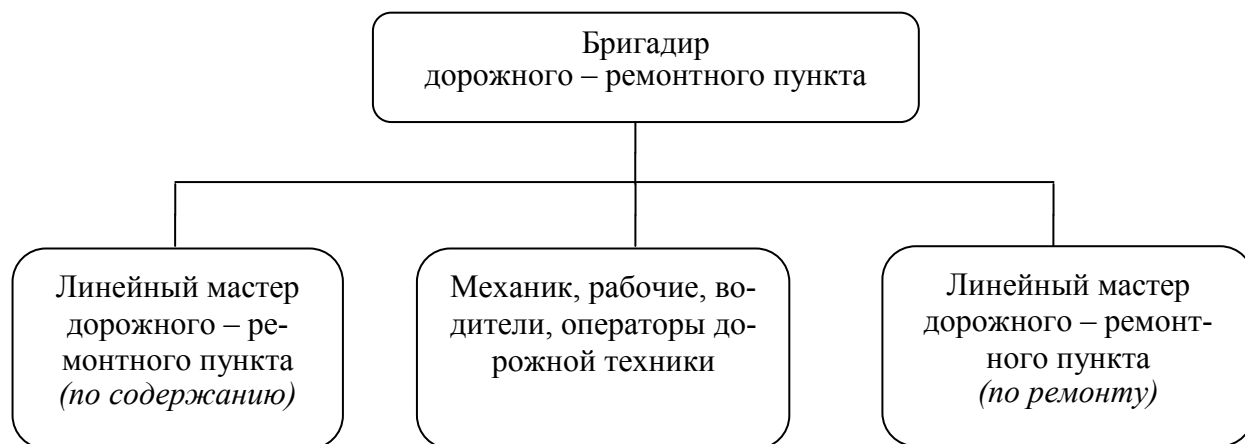 Бригадир
дорожного – ремонтного пункта
Линейный мастер
дорожного – ре-
монтного пункта
(по содержанию)
Механик, рабочие, во-
дители, операторы до-
рожной техники
Линейный мастер
дорожного – ремонт-
ного пункта
(по ремонту)